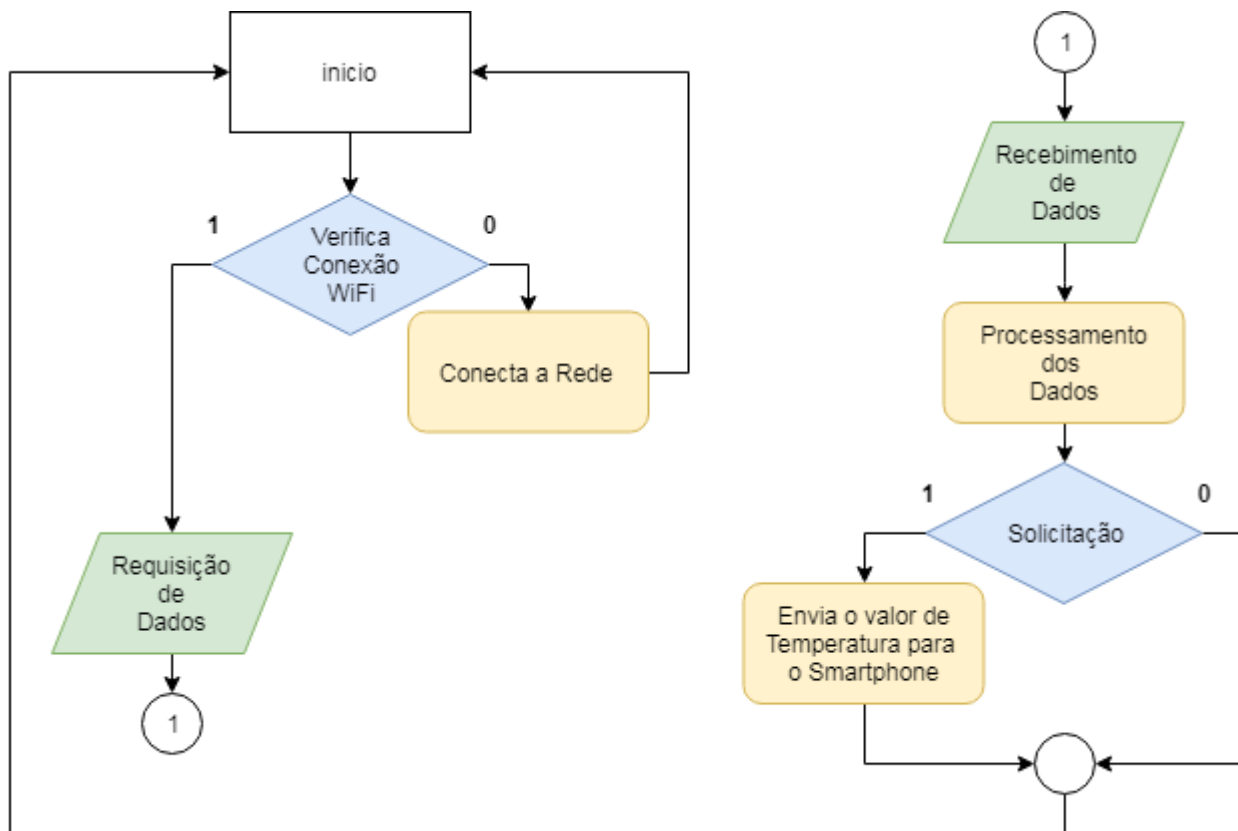 inicio
1
0
Verifica
Conexão
WiFi
Conecta a Rede
Requisição
de
Dados
1
1
Recebimento
de
Dados
Processamento
dos
Dados
1
0
Solicitação
Envia o valor de
Temperatura para
o Smartphone